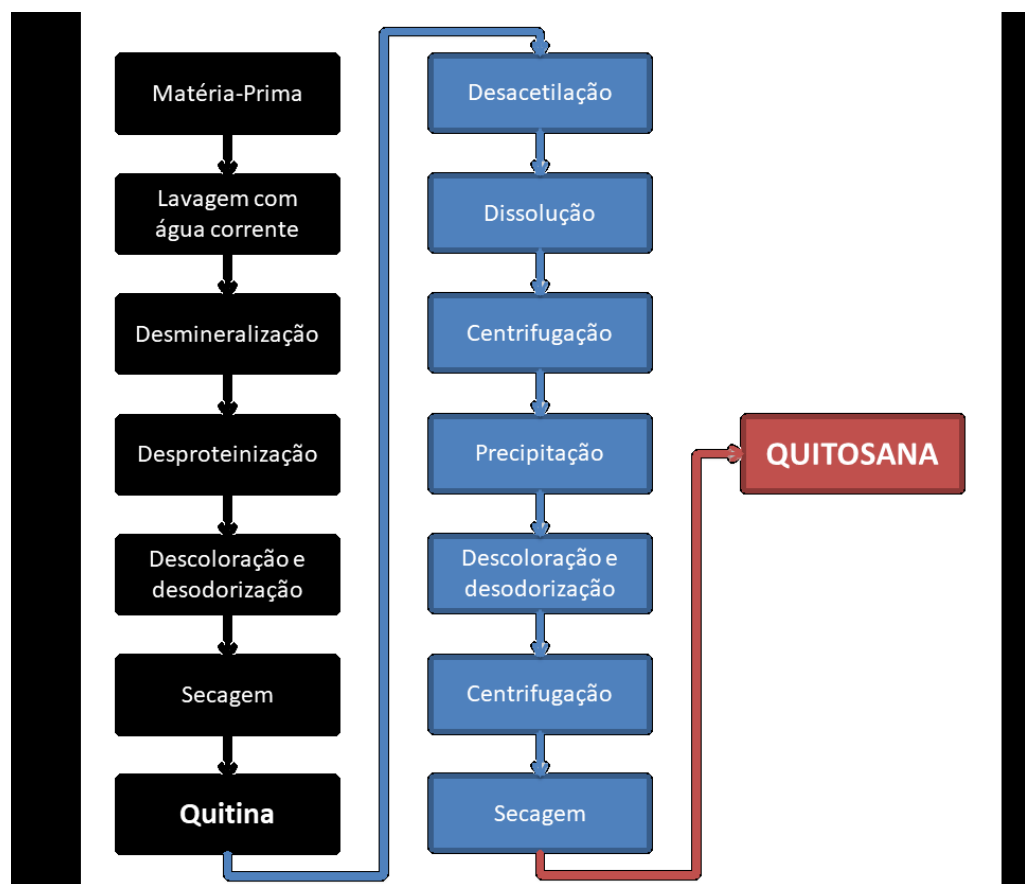 Matéria-Prima
Lavagem com
água corrente
Desmineralização
Desproteinização
Descoloração e
desodorização
Secagem
Quitina
Desacetilação
Dissolução
Centrifugação
Precipitação
Descoloração e
desodorização
Centrifugação
Secagem
QUITOSANA